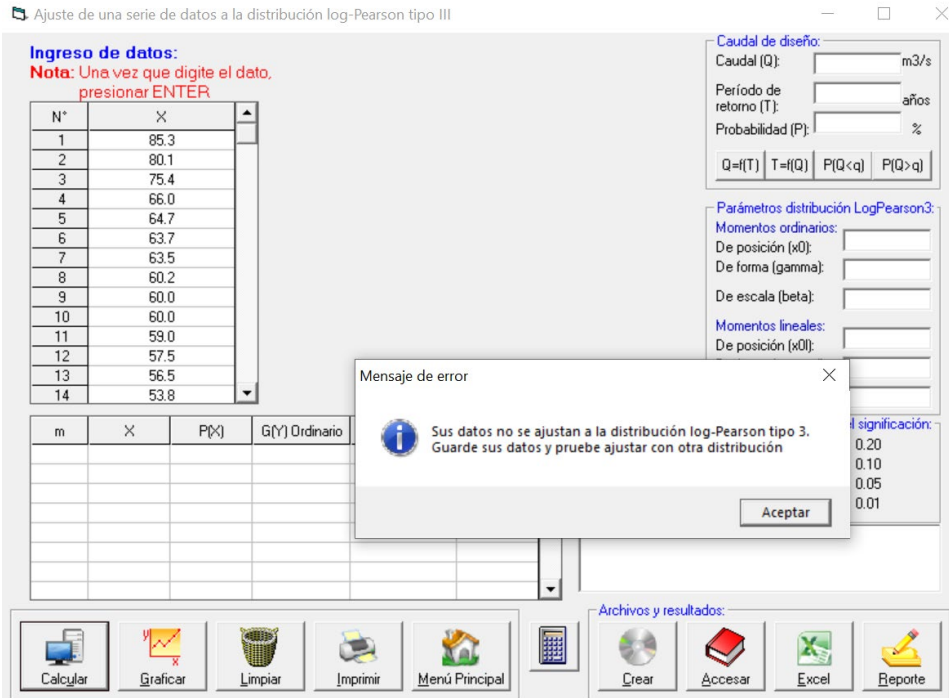 Ajuste de una serie de datos a la distribución log-Pearson tipo III
Ingreso de datos:
Nota: Una vez que digite el dato,
presionar ENTER
N° X
1 85.3
2 80.1
3 75.4
4 66.0
5 64.7
6 63.7
7 63.5
8 60.2
9 60.0
10 60.0
11 59.0
12 57.5
13 56.5
14 53.8
Caudal de diseño:
Caudal (Q): m3/s
Período de
retorno (T): años
Probabilidad (P): %
Q=f(T) T=f(Q) P(Q<q) P(Q>q)
Parámetros distribución LogPearson3:
Momentos ordinarios:
De posición (x0):
De forma (gamma):
De escala (beta):
Momentos lineales:
De posición (x0l):
Mensaje de error
Sus datos no se ajustan a la distribución log-Pearson tipo 3.
Guarde sus datos y pruebe ajustar con otra distribución
Aceptar
m X P(X) G(Y) Ordinario
significación:
0.20
0.10
0.05
0.01
Calcular Graficar Limpiar Imprimir Menú Principal
Archivos y resultados:
Crear Accesar Excel Reporte